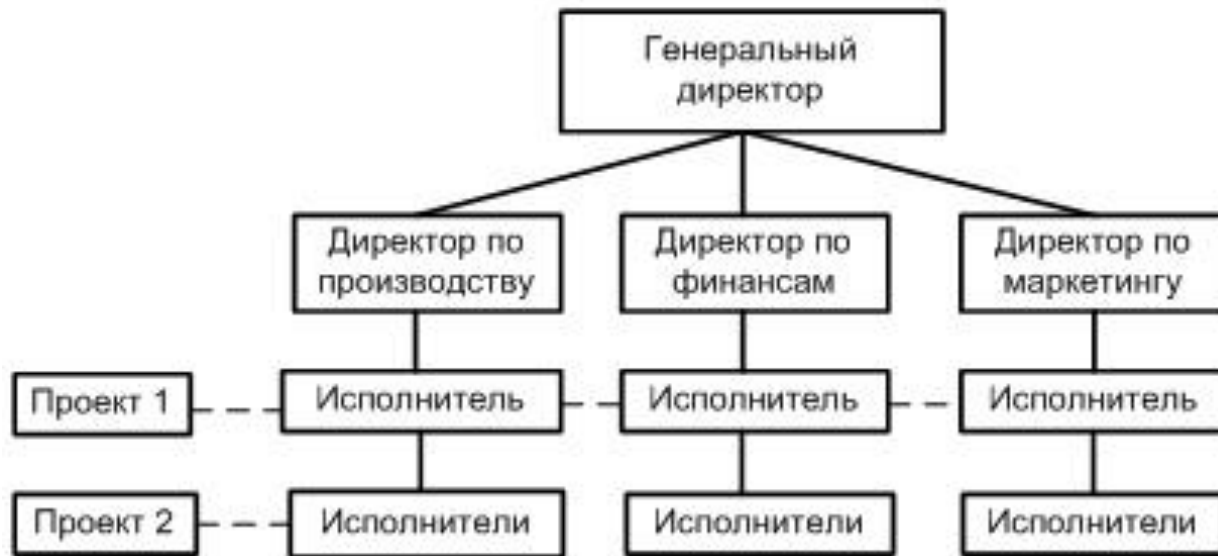 Генеральный
директор
Директор по
производству
Директор по
финансам
Директор по
маркетингу
Проект 1
Исполнитель
Исполнитель
Исполнитель
Проект 2
Исполнители
Исполнители
Исполнители